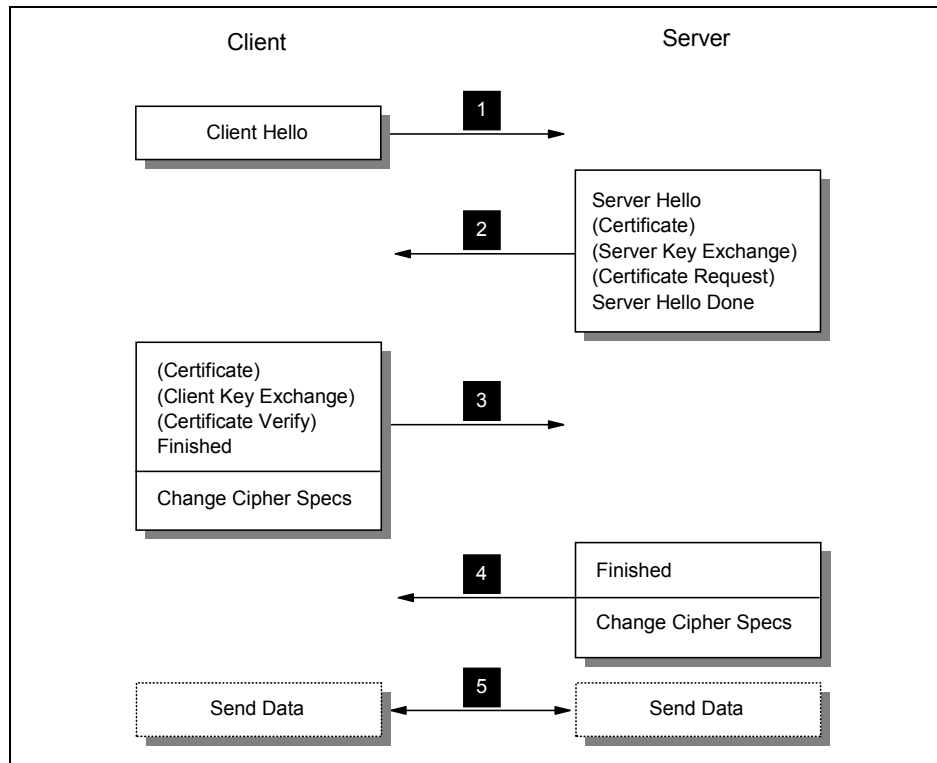 Client
Server
1
Client Hello
2
Server Hello
(Certificate)
(Server Key Exchange)
(Certificate Request)
Server Hello Done
(Certificate)
(Client Key Exchange)
(Certificate Verify)
Finished
Change Cipher Specs
3
4
Finished
Change Cipher Specs
5
Send Data
Send Data